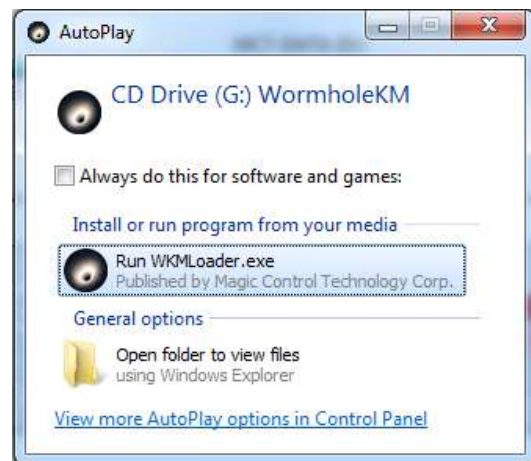 AutoPlay
CD Drive (G:) WormholeKM
Always do this for software and games:
Install or run program from your media
Run WKMLoader.exe
Published by Magic Control Technology Corp.
General options
Open folder to view files
using Windows Explorer
View more AutoPlay options in Control Panel